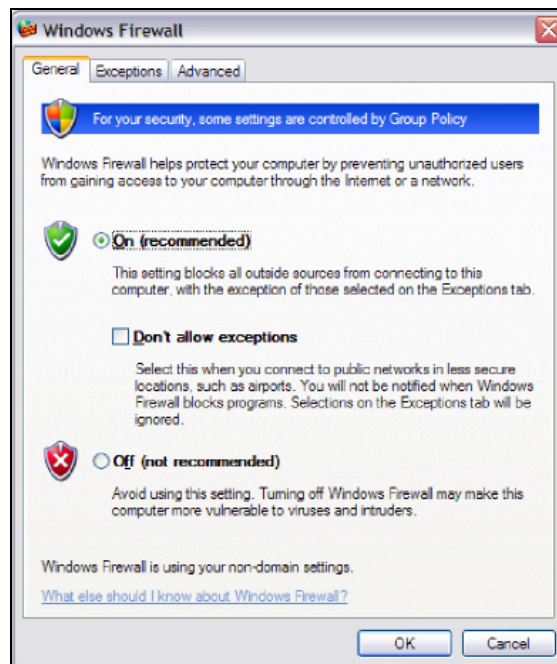 Windows Firewall
General Exceptions Advanced
For your security, some settings are controlled by Group Policy
Windows Firewall helps protect your computer by preventing unauthorized users
from gaining access to your computer through the Internet or a network.
On (recommended)
This setting blocks all outside sources from connecting to this
computer, with the exception of those selected on the Exceptions tab.
Don't allow exceptions
Select this when you connect to public networks in less secure
locations, such as airports. You will not be notified when Windows
Firewall blocks programs. Selections on the Exceptions tab will be
ignored.
Off (not recommended)
Avoid using this setting. Turning off Windows Firewall may make this
computer more vulnerable to viruses and intruders.
Windows Firewall is using your non-domain settings.
What else should I know about Windows Firewall?
OK Cancel